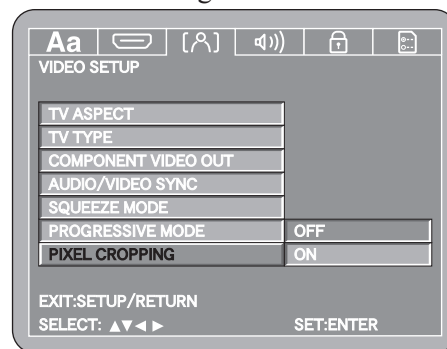 Aa
VIDEO SETUP
TV ASPECT
TV TYPE
COMPONENT VIDEO OUT
AUDIO/VIDEO SYNC
SQUEEZE MODE
PROGRESSIVE MODE OFF
PIXEL CROPPING ON
EXIT:SETUP/RETURN
SELECT: ▲▼◄ ► SET:ENTER